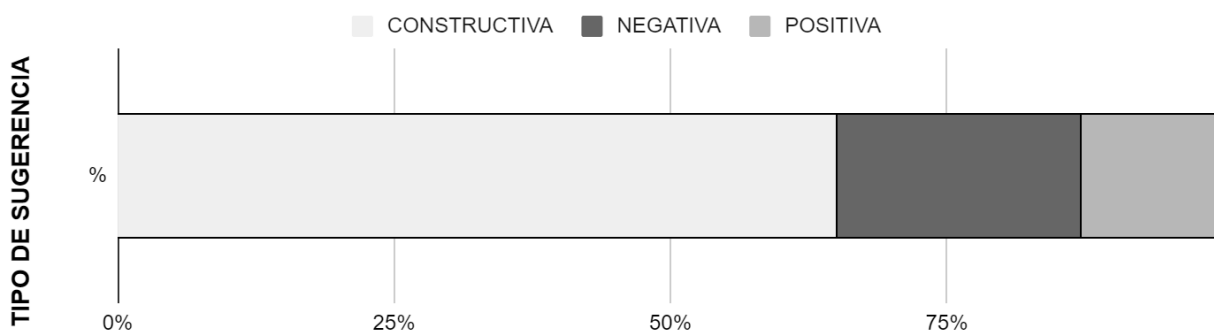 CONSTRUCTIVA NEGATIVA POSITIVA
TIPO DE SUGERENCIA
%
0% 25% 50% 75%